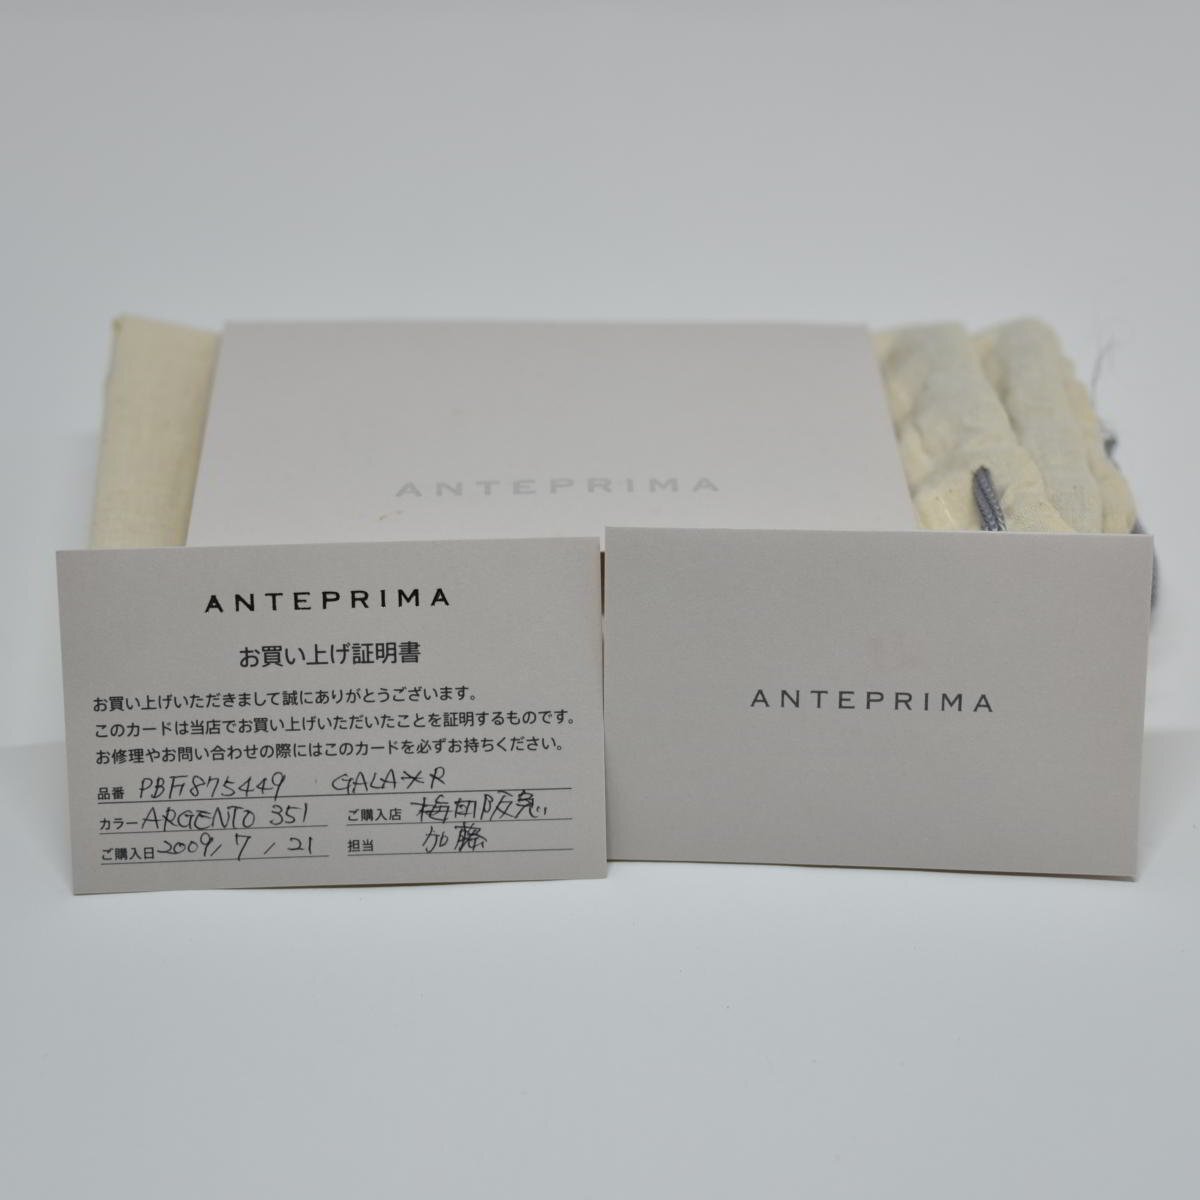 ANTEPRIMA
ANTEPRIMA
お買い上げ証明書
お買い上げいただきまして誠にありがとうございます。
このカードは当店でお買い上げいただいたことを証明するものです。
お修理やお問い合わせの際にはこのカードを必ずお持ちください。
品番 PBF875449
カラー ARGENTO 351 ご購入店 梅田阪急
ご購入日 2009/7/21 担当 加藤
ANTEPRIMA